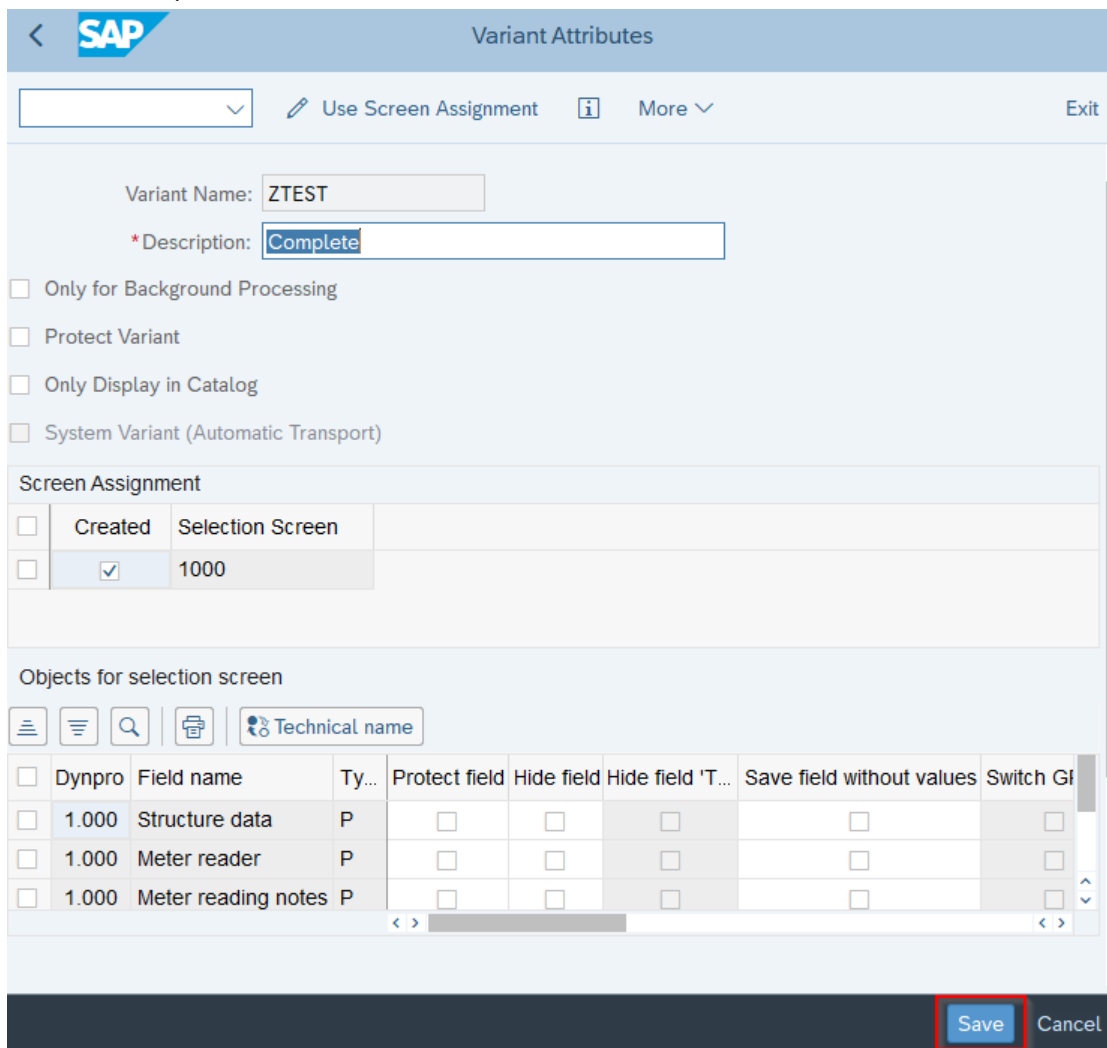 SAP Variant Attributes
Use Screen Assignment i More Exit
Variant Name: ZTEST
*Description: Complete
Only for Background Processing
Protect Variant
Only Display in Catalog
System Variant (Automatic Transport)
Screen Assignment
Created Selection Screen
1000
Objects for selection screen
Technical name
Dynpro Field name Ty... Protect field Hide field Hide field 'T... Save field without values Switch
1.000 Structure data P
1.000 Meter reader P
1.000 Meter reading notes P
Save Cancel